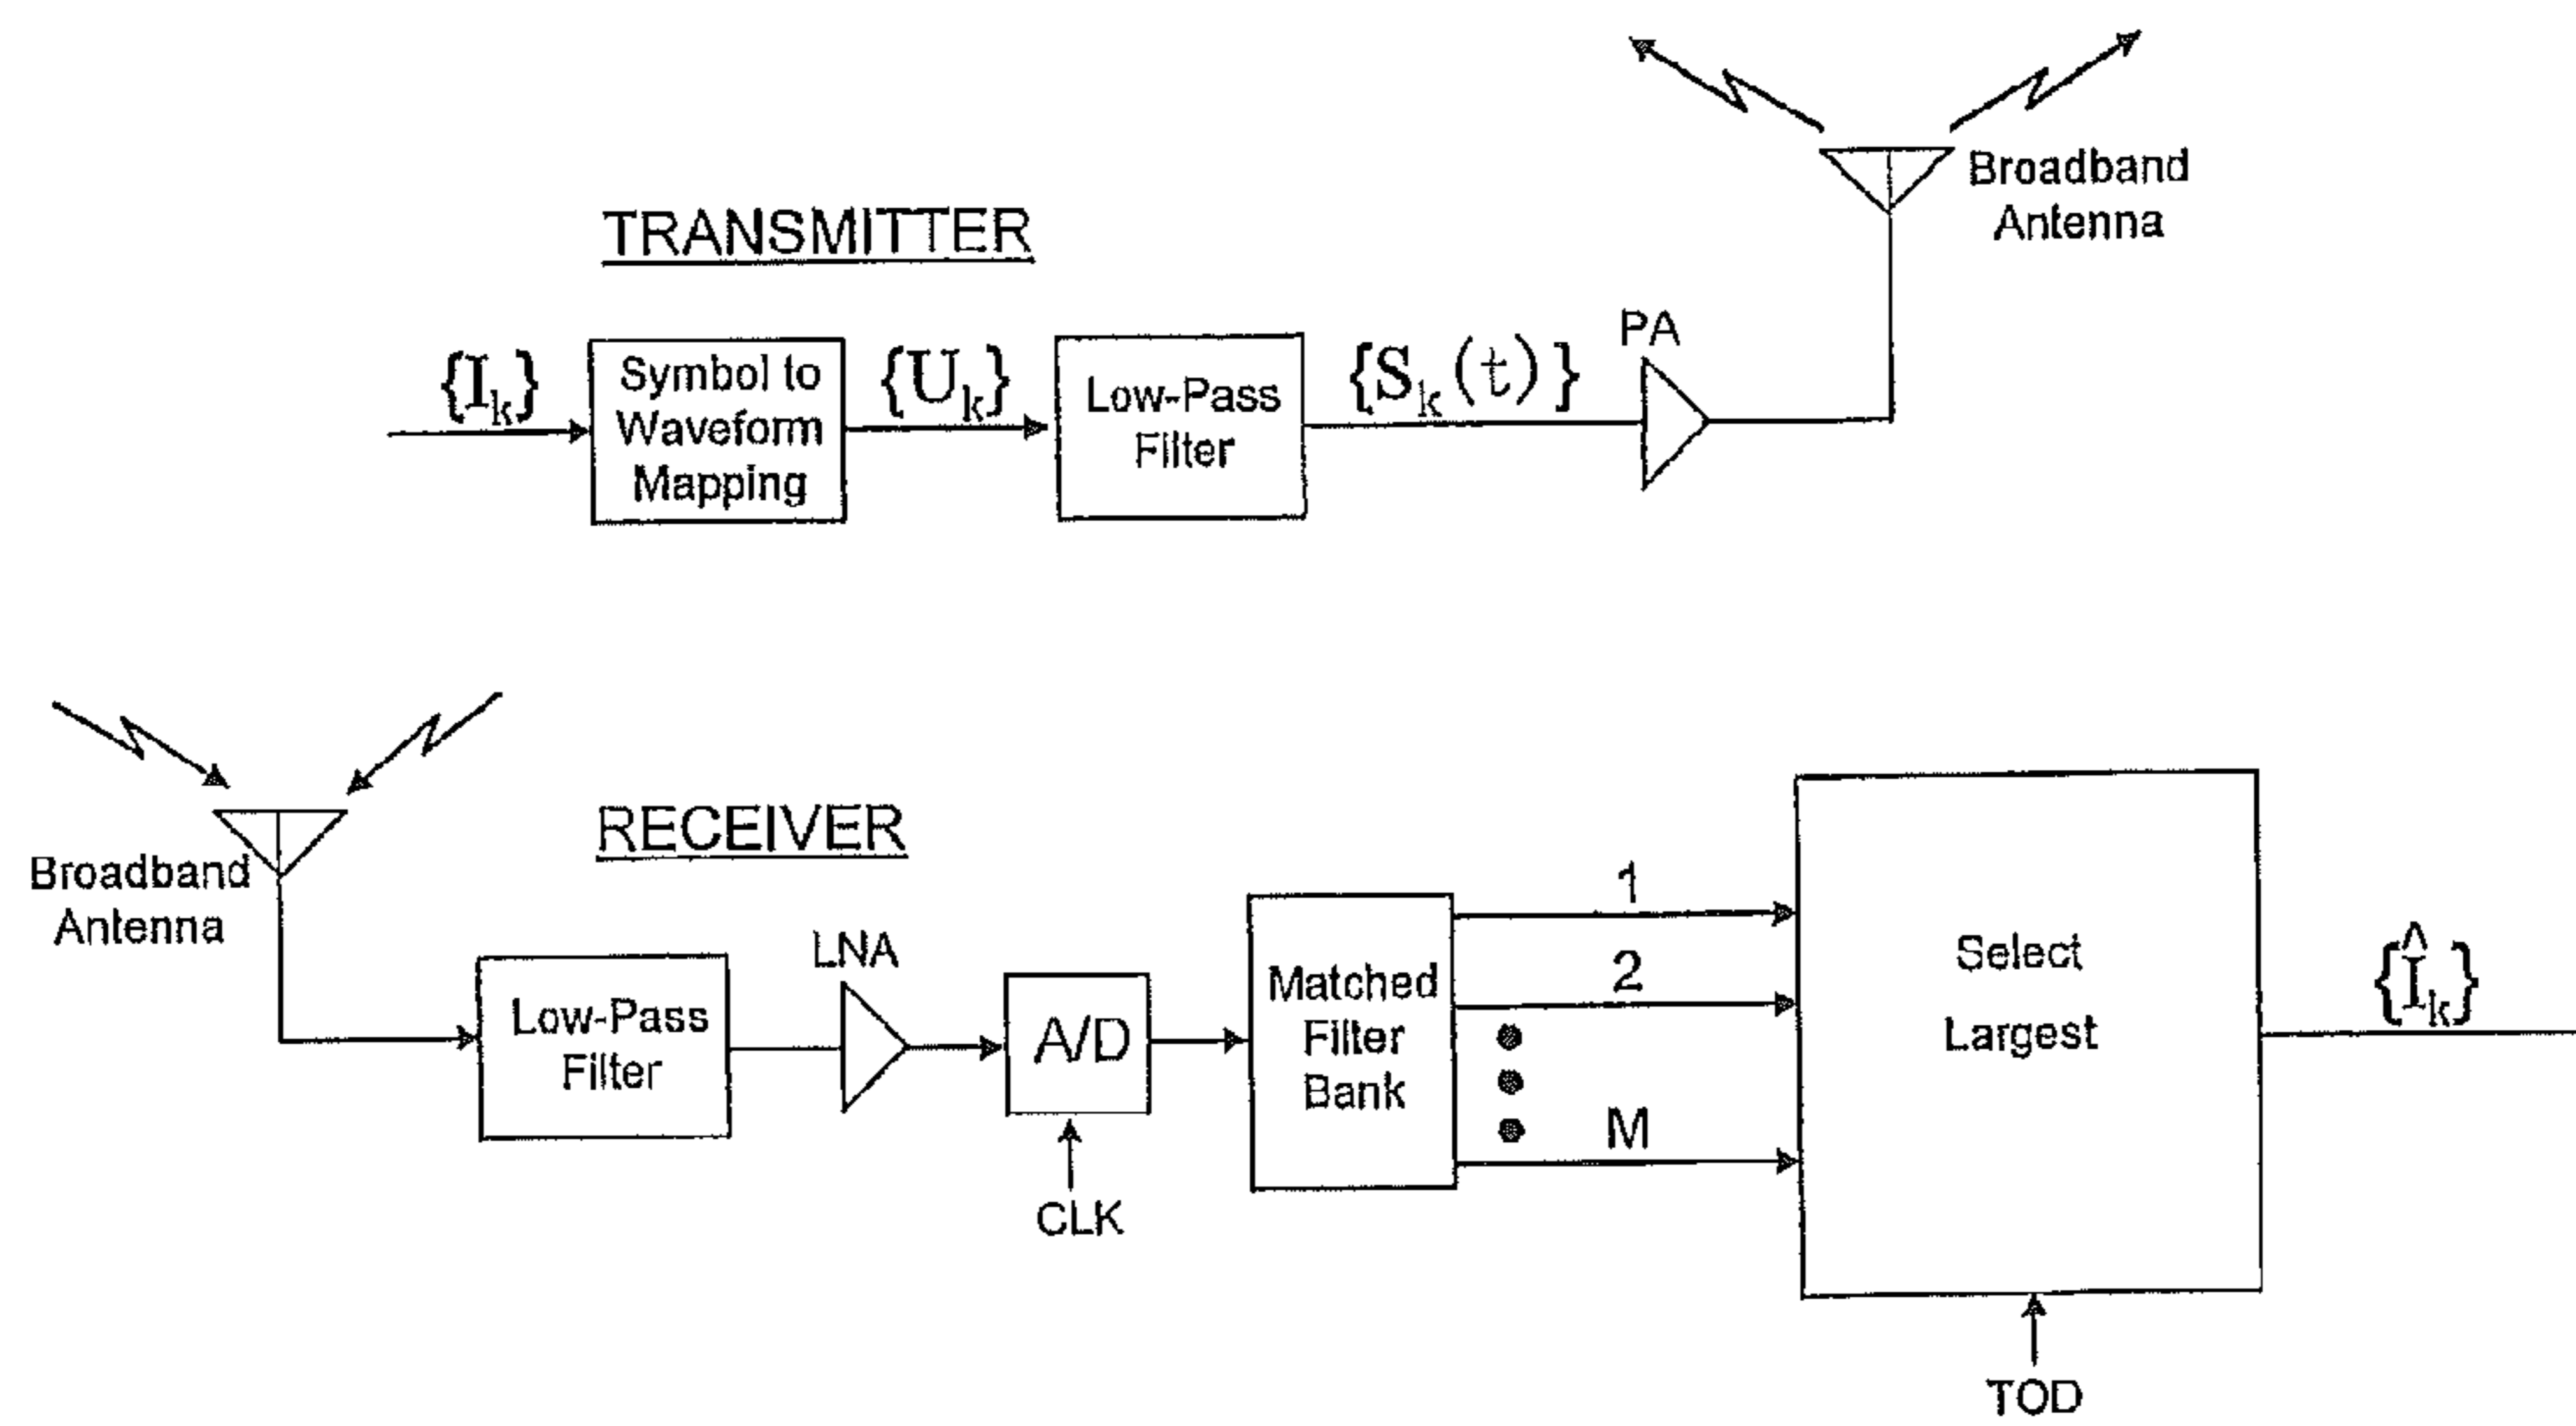 TRANSMITTER
Broadband
Antenna
{I_k}
Symbol to
Waveform
Mapping
{U_k}
Low-Pass
Filter
{S_k(t)}
PA
RECEIVER
Broadband
Antenna
Low-Pass
Filter
LNA
A/D
CLK
Matched
Filter
Bank
1
2
M
Select
Largest
TOD
{Î_k}